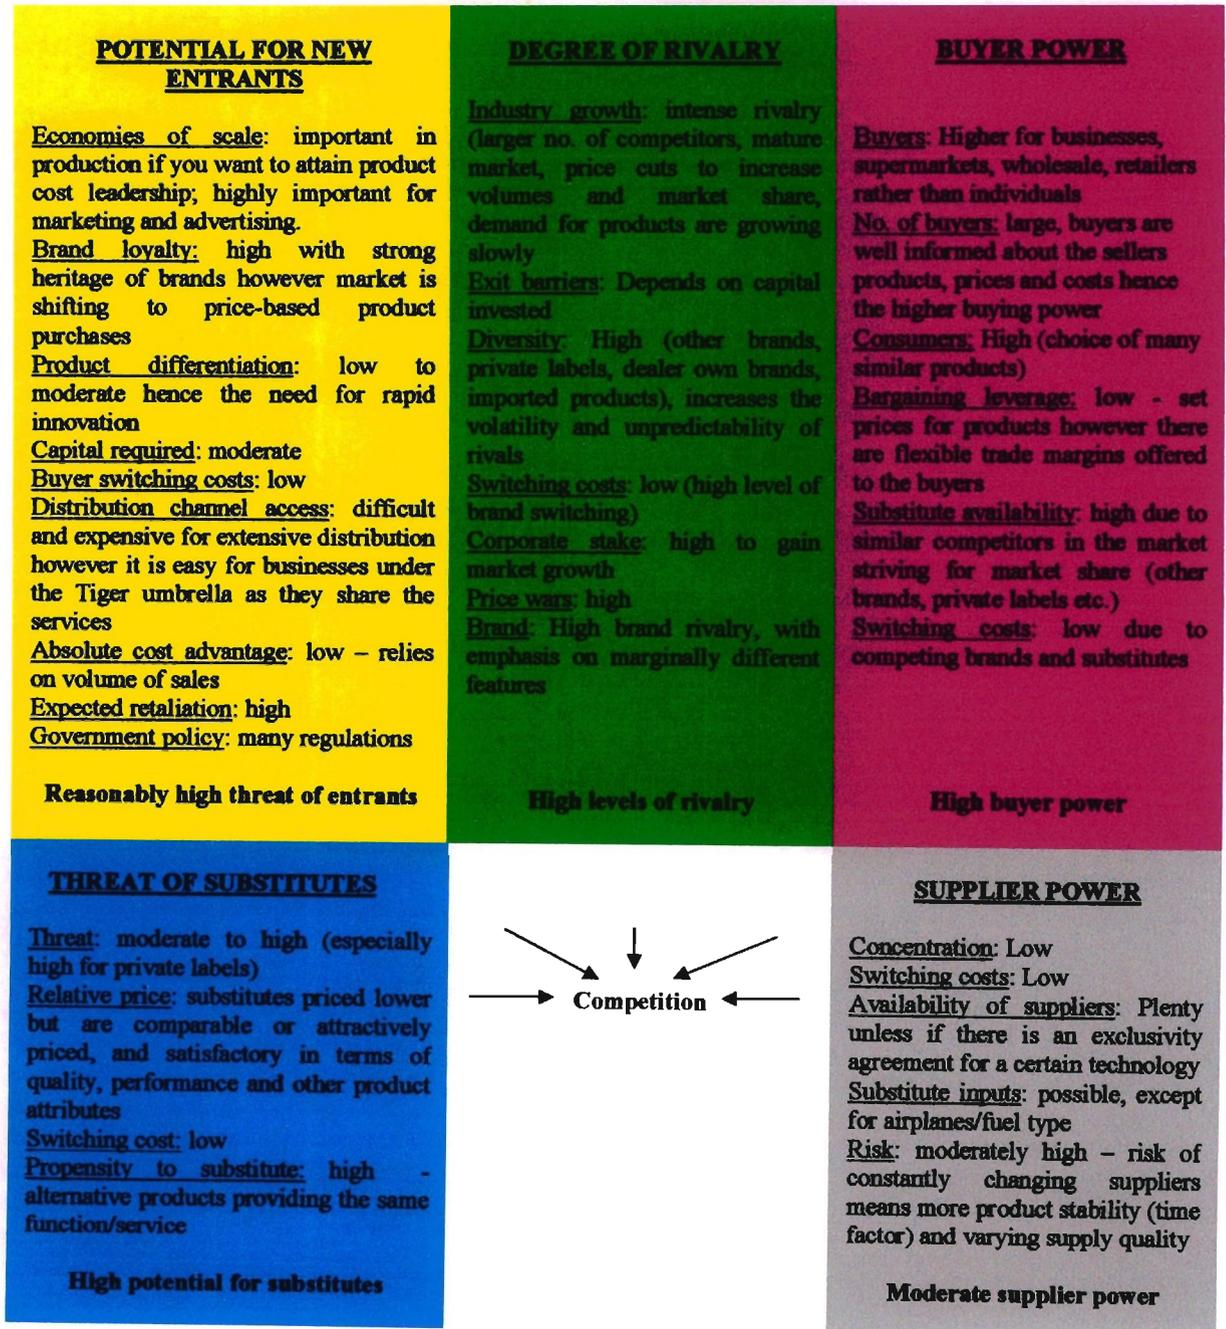 POTENTIAL FOR NEW
ENTRANTS
Economies of scale: important in
production if you want to attain product
cost leadership; highly important for
marketing and advertising.
Brand loyalty: high with strong
heritage of brands however market is
shifting to price-based product
purchases
Product differentiation: low to
moderate hence the need for rapid
innovation
Capital required: moderate
Buyer switching costs: low
Distribution channel access: difficult
and expensive for extensive distribution
however it is easy for businesses under
the Tiger umbrella as they share the
services
Absolute cost advantage: low – relies
on volume of sales
Expected retaliation: high
Government policy: many regulations
Reasonably high threat of entrants
DEGREE OF RIVALRY
Industry growth: intense rivalry
(larger no. of competitors, mature
market, price cuts to increase
volumes and market share,
demand for products are growing
slowly
Exit barriers: Depends on capital
invested
Diversity: High (other brands,
private labels, dealer own brands,
imported products), increases the
volatility and unpredictability of
rivals
Switching costs: low (high level of
brand switching)
Corporate stake: high to gain
market growth
Price wars: high
Brand: High brand rivalry, with
emphasis on marginally different
features
High levels of rivalry
BUYER POWER
Buyers: Higher for businesses,
supermarkets, wholesale, retailers
rather than individuals
No. of buyers: large, buyers are
well informed about the sellers
products, prices and costs hence
the higher buying power
Consumers: High (choice of many
similar products)
Bargaining leverage: low - set
prices for products however there
are flexible trade margins offered
to the buyers
Substitute availability: high due to
similar competitors in the market
striving for market share (other
brands, private labels etc.)
Switching costs: low due to
competing brands and substitutes
High buyer power
THREAT OF SUBSTITUTES
Threat: moderate to high (especially
high for private labels)
Relative price: substitutes priced lower
but are comparable or attractively
priced, and satisfactory in terms of
quality, performance and other product
attributes
Switching cost: low
Propensity to substitute: high -
alternative products providing the same
function/service
High potential for substitutes
Competition
SUPPLIER POWER
Concentration: Low
Switching costs: Low
Availability of suppliers: Plenty
unless if there is an exclusivity
agreement for a certain technology
Substitute inputs: possible, except
for airplanes/fuel type
Risk: moderately high – risk of
constantly changing suppliers
means more product stability (time
factor) and varying supply quality
Moderate supplier power